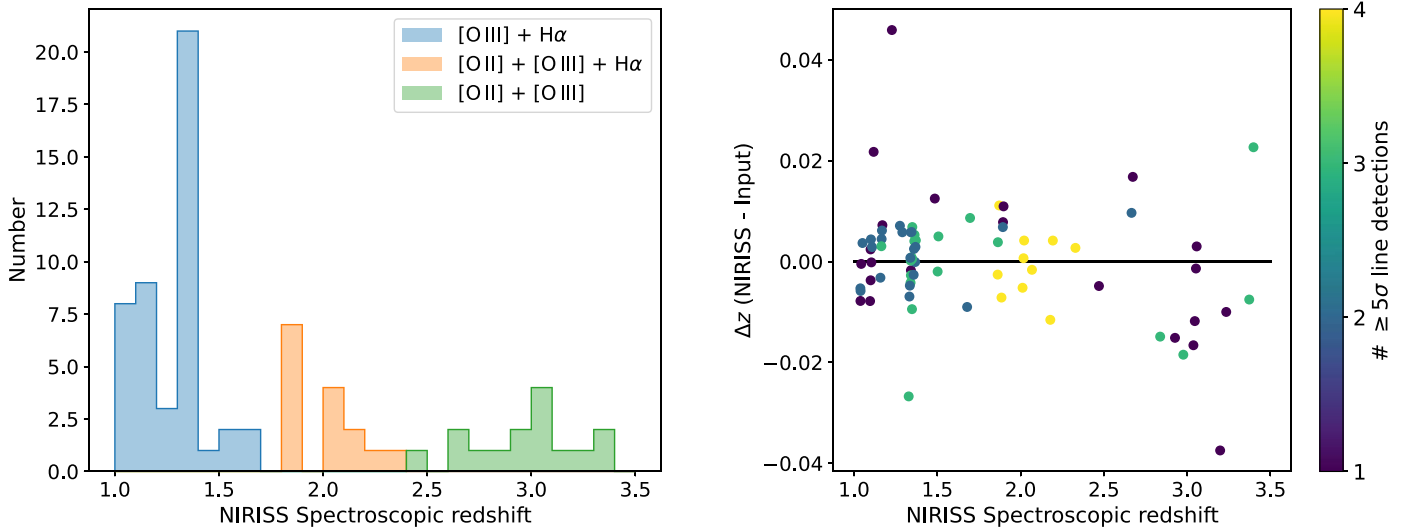 20.0
17.5
15.0
12.5
10.0
7.5
5.0
2.5
0.0
Number
1.0 1.5 2.0 2.5 3.0 3.5
NIRISS Spectroscopic redshift
[O III] + Hα
[O II] + [O III] + Hα
[O II] + [O III]
0.04
0.02
0.00
−0.02
−0.04
Δz (NIRISS - Input)
1.0 1.5 2.0 2.5 3.0 3.5
NIRISS Spectroscopic redshift
4
3
2
1
# ≥ 5σ line detections